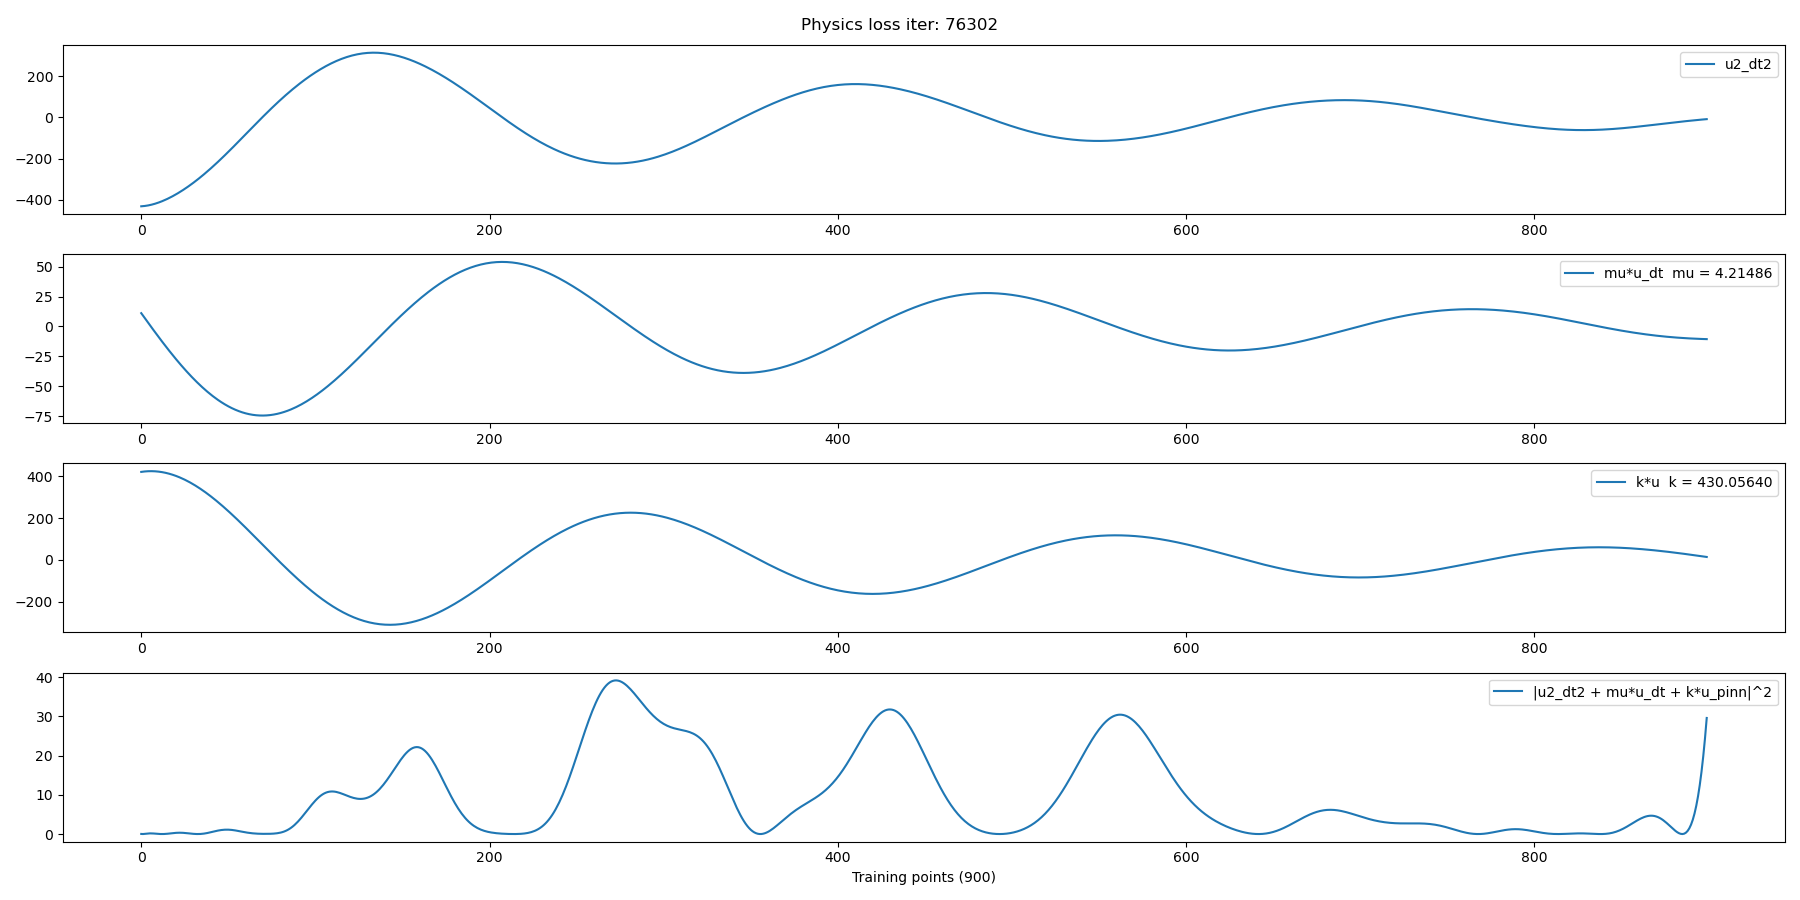 Physics loss iter: 76302
u2_dt2
200
0
−200
−400
0 200 400 600 800
mu*u_dt  mu = 4.21486
50
25
0
−25
−50
−75
0 200 400 600 800
k*u  k = 430.05640
400
200
0
−200
0 200 400 600 800
|u2_dt2 + mu*u_dt + k*u_pinn|^2
40
30
20
10
0
0 200 400 600 800
Training points (900)